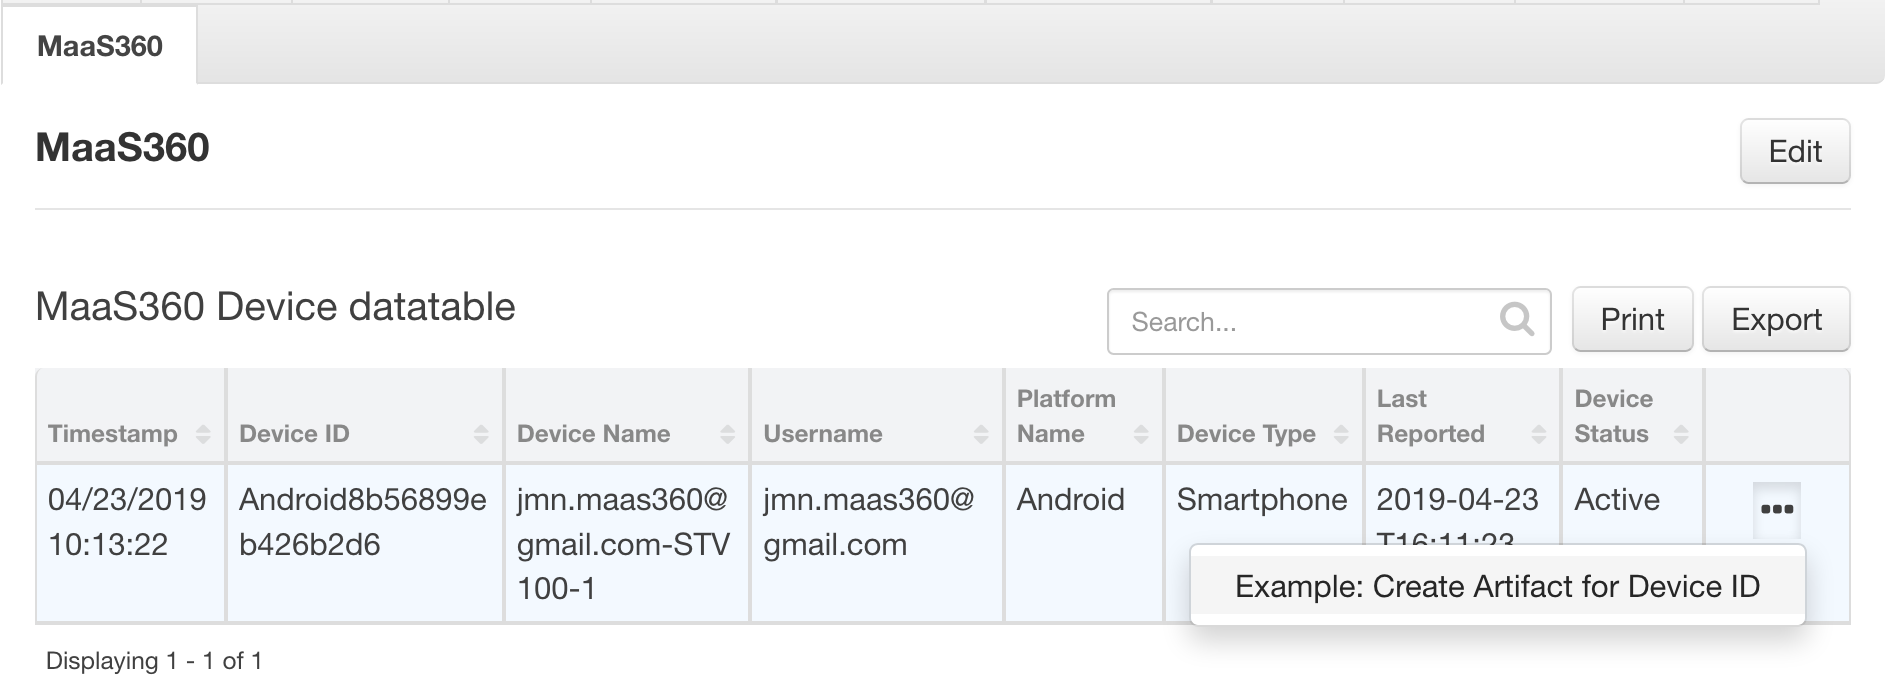 MaaS360
MaaS360
Edit
MaaS360 Device datatable
Search...
Print
Export
Timestamp
Device ID
Device Name
Username
Platform
Name
Device Type
Last
Reported
Device
Status
04/23/2019
10:13:22
Android8b56899e
b426b2d6
jmn.maas360@
gmail.com-STV
100-1
jmn.maas360@
gmail.com
Android
Smartphone
2019-04-23
T16:11:23
Active
Example: Create Artifact for Device ID
Displaying 1 - 1 of 1